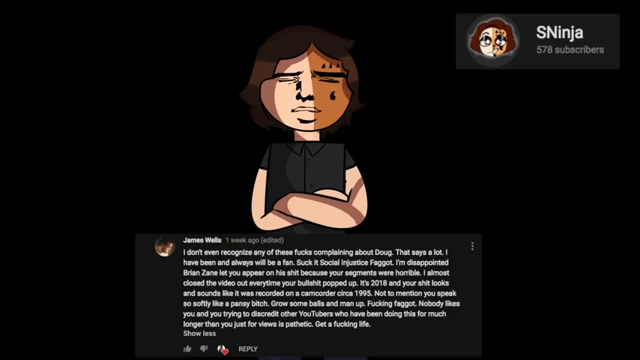 SNinja
578 subscribers
James Wells 1 week ago (edited)
I don't even recognize any of these fucks complaining about Doug. That says a lot. I
have been and always will be a fan. Suck it Social Injustice Faggot. I'm disappointed
Brian Zane let you appear on his shit because your segments were horrible. I almost
closed the video out everytime your bullshit popped up. It's 2018 and your shit looks
and sounds like it was recorded on a camcorder circa 1995. Not to mention you speak
so softly like a pansy bitch. Grow some balls and man up. Fucking faggot. Nobody likes
you and you trying to discredit other YouTubers who have been doing this for much
longer than you just for views is pathetic. Get a fucking life.
Show less
REPLY